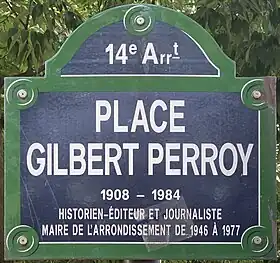 14e Arrt
PLACE
GILBERT PERROY
1908 - 1984
HISTORIEN-ÉDITEUR ET JOURNALISTE
MAIRE DE L'ARRONDISSEMENT DE 1946 À 1977